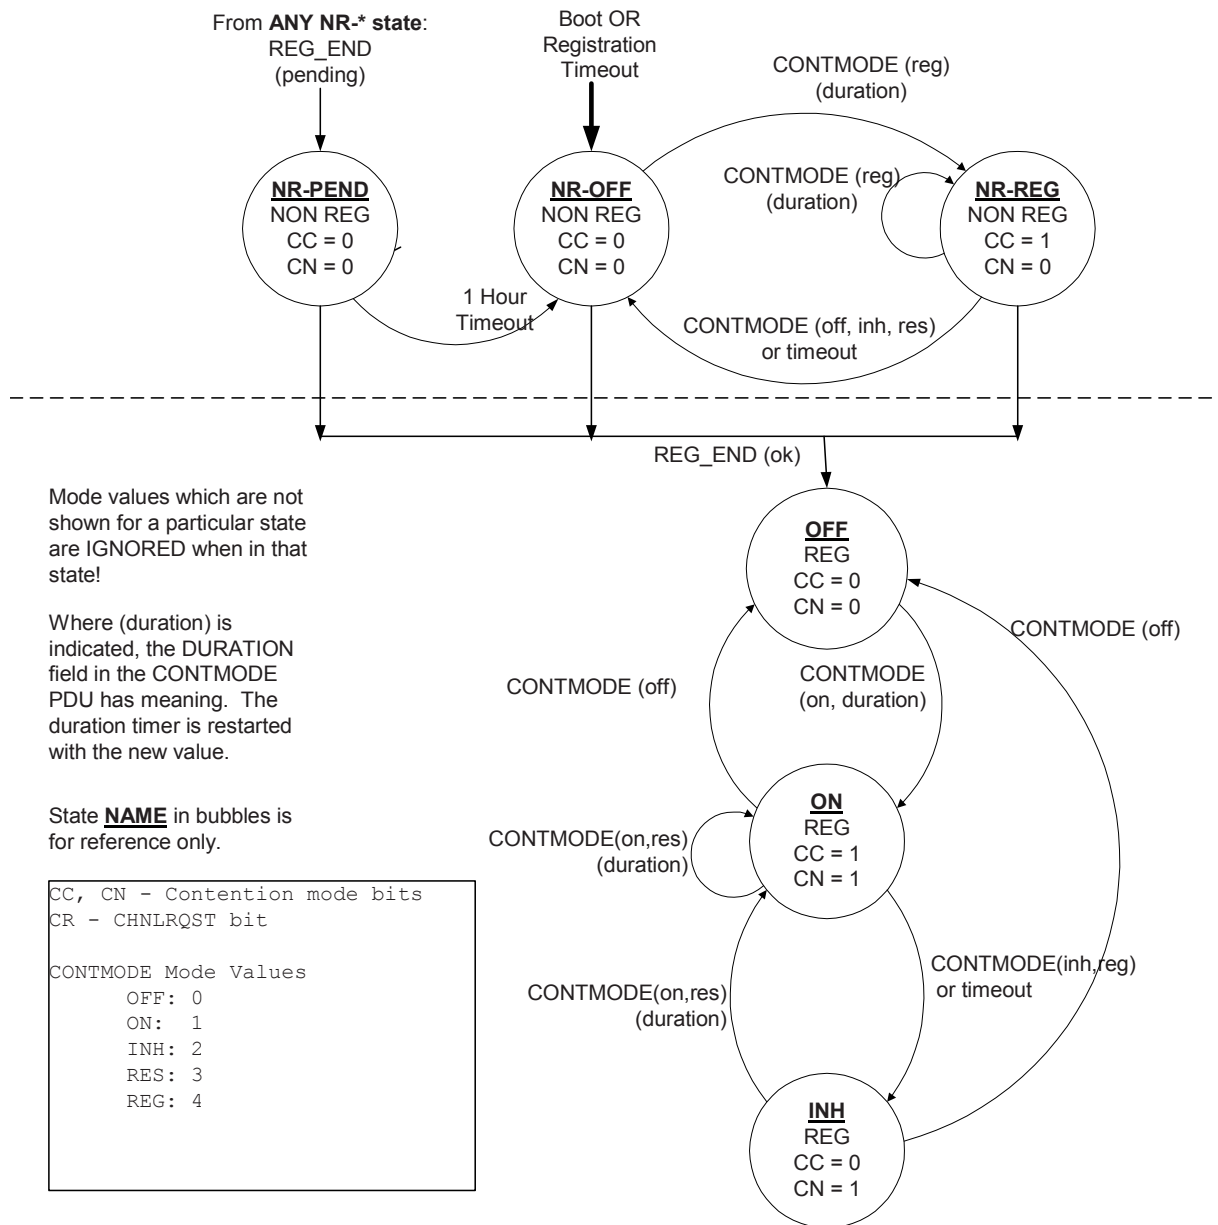 From ANY NR-* state:
REG_END
(pending)
Boot OR
Registration
Timeout
CONTMODE (reg)
(duration)
NR-PEND
NON REG
CC = 0
CN = 0
NR-OFF
NON REG
CC = 0
CN = 0
CONTMODE (reg)
(duration)
NR-REG
NON REG
CC = 1
CN = 0
1 Hour
Timeout
CONTMODE (off, inh, res)
or timeout
REG_END (ok)
Mode values which are not
shown for a particular state
are IGNORED when in that
state!
Where (duration) is
indicated, the DURATION
field in the CONTMODE
PDU has meaning. The
duration timer is restarted
with the new value.
State NAME in bubbles is
for reference only.
CC, CN - Contention mode bits
CR - CHNLRQST bit
CONTMODE Mode Values
OFF: 0
ON: 1
INH: 2
RES: 3
REG: 4
OFF
REG
CC = 0
CN = 0
CONTMODE (off)
CONTMODE
(on, duration)
CONTMODE (off)
ON
REG
CC = 1
CN = 1
CONTMODE(on,res)
(duration)
CONTMODE(on,res)
(duration)
CONTMODE(inh,reg)
or timeout
INH
REG
CC = 0
CN = 1